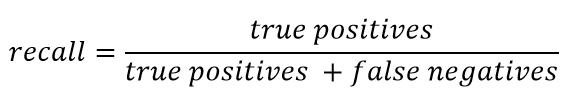 recall = true positives / true positives + false negatives